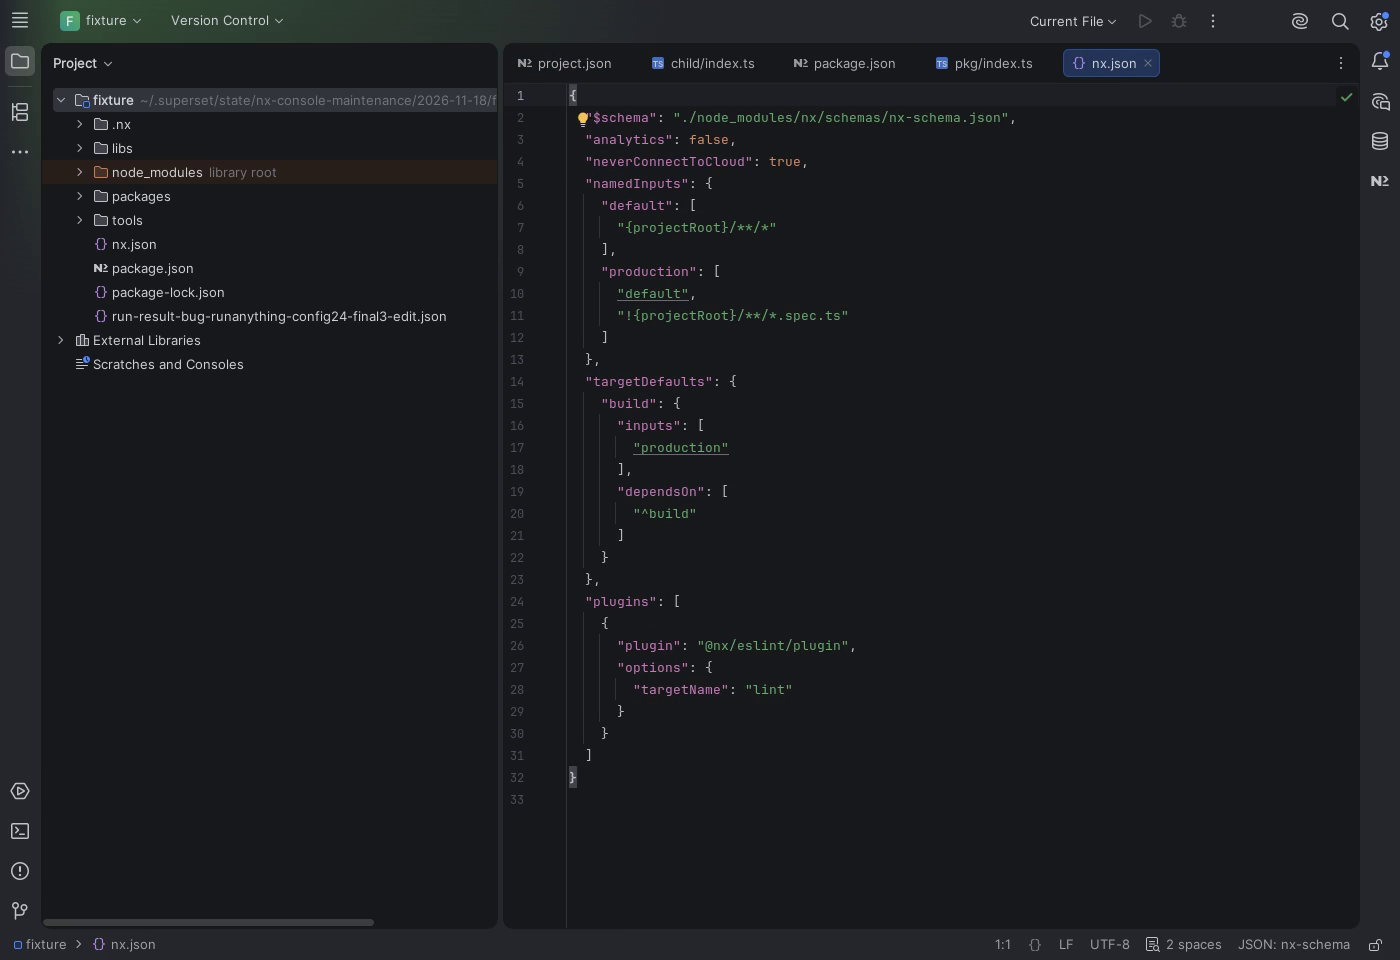 F fixture Version Control Current File
Project
fixture ~/.superset/state/nx-console-maintenance/2026-11-18/f
.nx
libs
node_modules library root
packages
tools
nx.json
package.json
package-lock.json
run-result-bug-runanything-config24-final3-edit.json
External Libraries
Scratches and Consoles
project.json child/index.ts package.json pkg/index.ts nx.json
1 {
2 "$schema": "./node_modules/nx/schemas/nx-schema.json",
3 "analytics": false,
4 "neverConnectToCloud": true,
5 "namedInputs": {
6 "default": [
7 "{projectRoot}/**/*"
8 ],
9 "production": [
10 "default",
11 "!{projectRoot}/**/*.spec.ts"
12 ]
13 },
14 "targetDefaults": {
15 "build": {
16 "inputs": [
17 "production"
18 ],
19 "dependsOn": [
20 "^build"
21 ]
22 }
23 },
24 "plugins": [
25 {
26 "plugin": "@nx/eslint/plugin",
27 "options": {
28 "targetName": "lint"
29 }
30 }
31 ]
32 }
33
fixture nx.json 1:1 {} LF UTF-8 2 spaces JSON: nx-schema